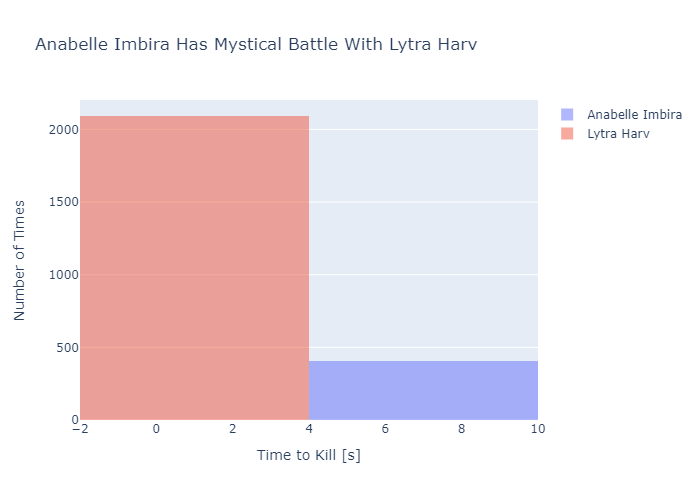 Anabelle Imbira Has Mystical Battle With Lytra Harv
Anabelle Imbira
Lytra Harv
Number of Times
2000
1500
1000
500
0
−2 0 2 4 6 8 10
Time to Kill [s]